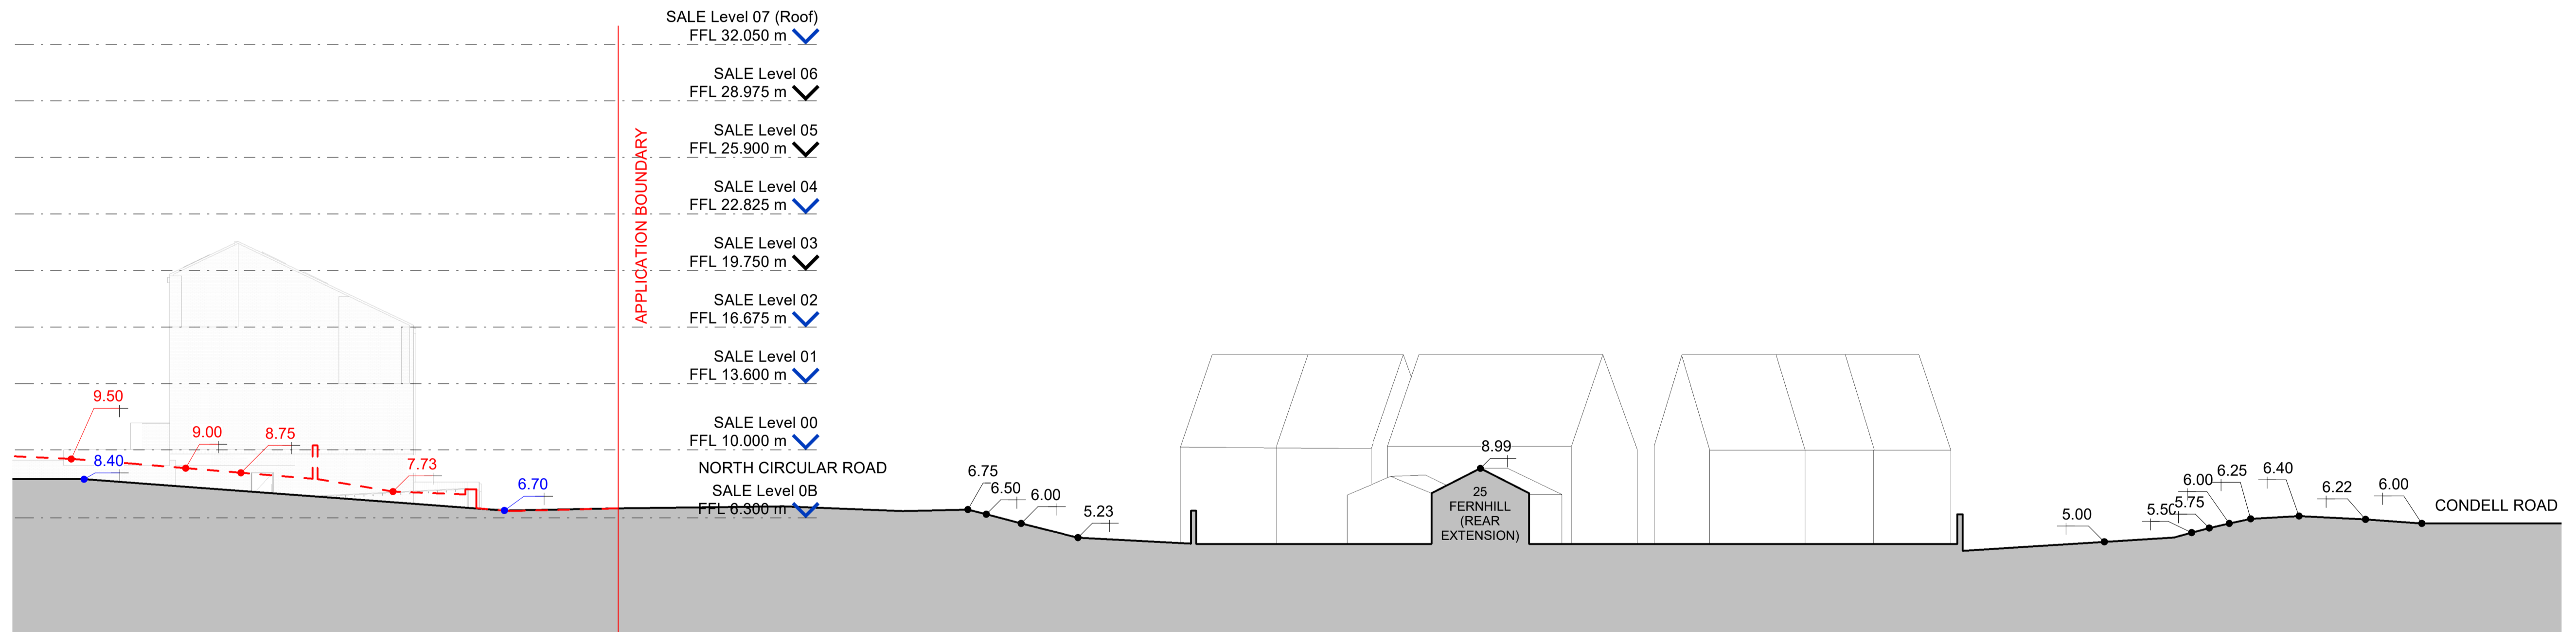 SALE Level 07 (Roof)
FFL 32.050 m
SALE Level 06
FFL 28.975 m
SALE Level 05
FFL 25.900 m
SALE Level 04
FFL 22.825 m
SALE Level 03
FFL 19.750 m
SALE Level 02
FFL 16.675 m
SALE Level 01
FFL 13.600 m
SALE Level 00
FFL 10.000 m
SALE Level 0B
FFL 6.300 m
APPLICATION BOUNDARY
9.50
8.40
9.00
8.75
7.73
6.70
NORTH CIRCULAR ROAD
6.75
6.50
6.00
5.23
8.99
25
FERNHILL
(REAR
EXTENSION)
5.00
5.50
5.75
6.00
6.25
6.40
6.22
6.00
CONDELL ROAD